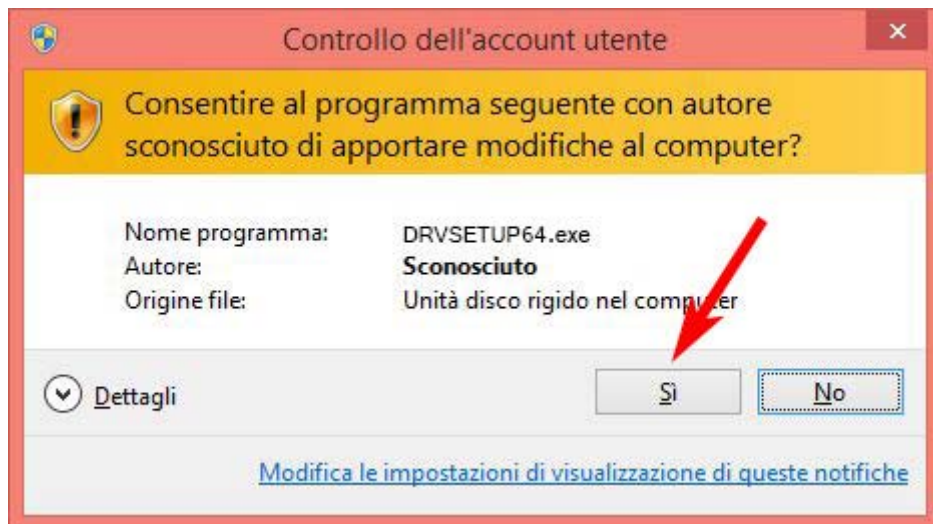 Controllo dell'account utente
Consentire al programma seguente con autore
sconosciuto di apportare modifiche al computer?
Nome programma: DRVSETUP64.exe
Autore: Sconosciuto
Origine file: Unità disco rigido nel computer
Dettagli
Sì No
Modifica le impostazioni di visualizzazione di queste notifiche